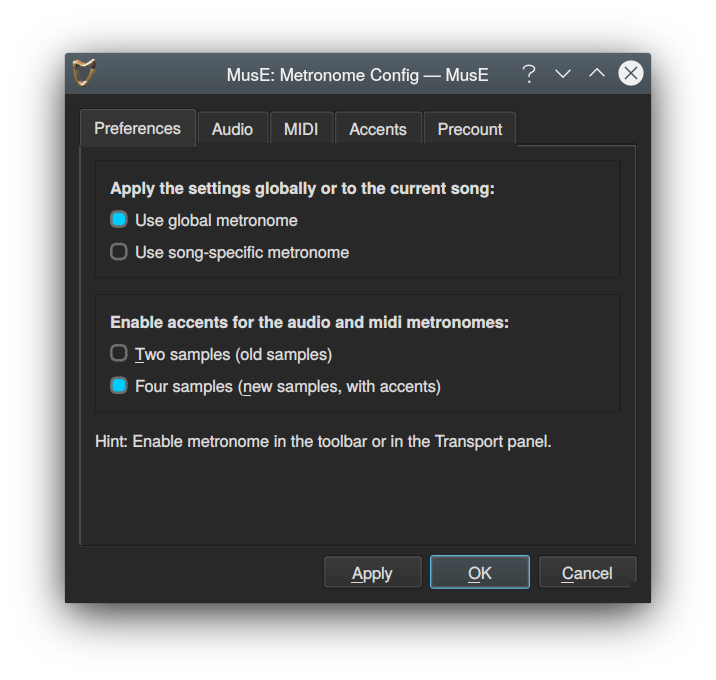 MusE: Metronome Config — MusE
Preferences Audio MIDI Accents Precount
Apply the settings globally or to the current song:
Use global metronome
Use song-specific metronome
Enable accents for the audio and midi metronomes:
Two samples (old samples)
Four samples (new samples, with accents)
Hint: Enable metronome in the toolbar or in the Transport panel.
Apply OK Cancel